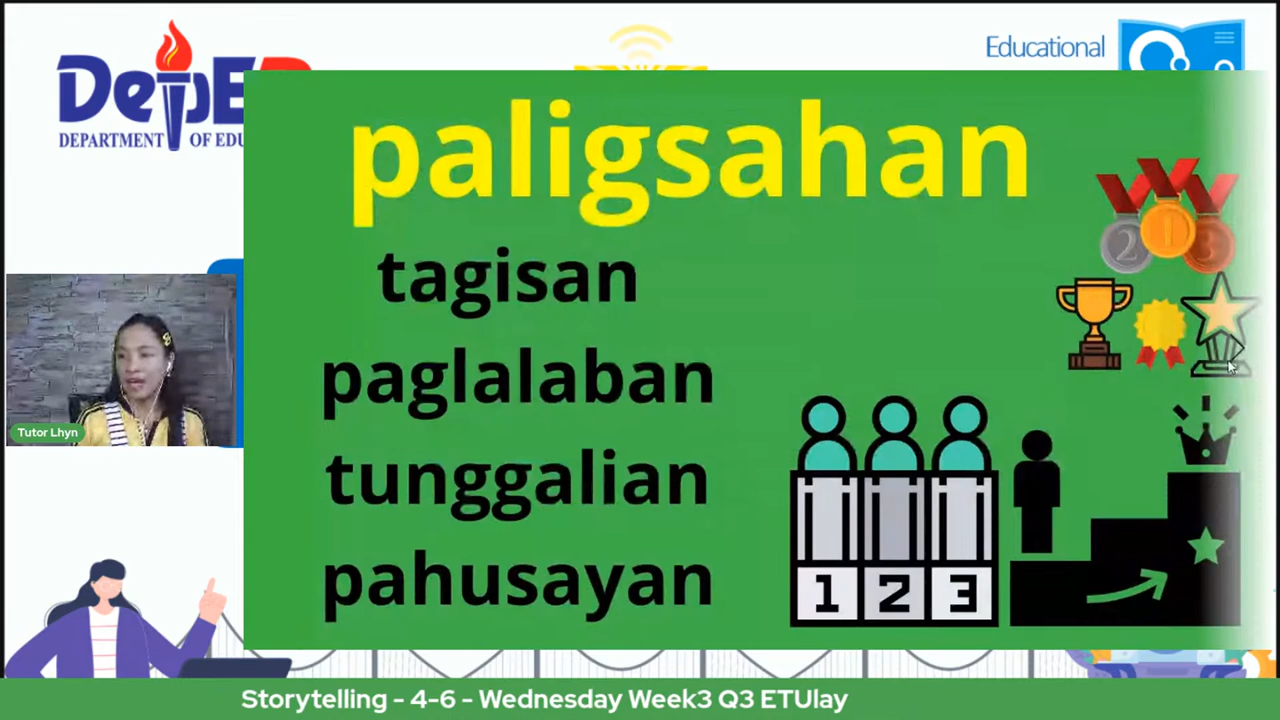 DepED
DEPARTMENT OF EDU
Educational
paligsahan
2 1 3
tagisan
paglalaban
tunggalian
pahusayan
1 2 3
Tutor Lhyn
Storytelling - 4-6 - Wednesday Week3 Q3 ETUlay